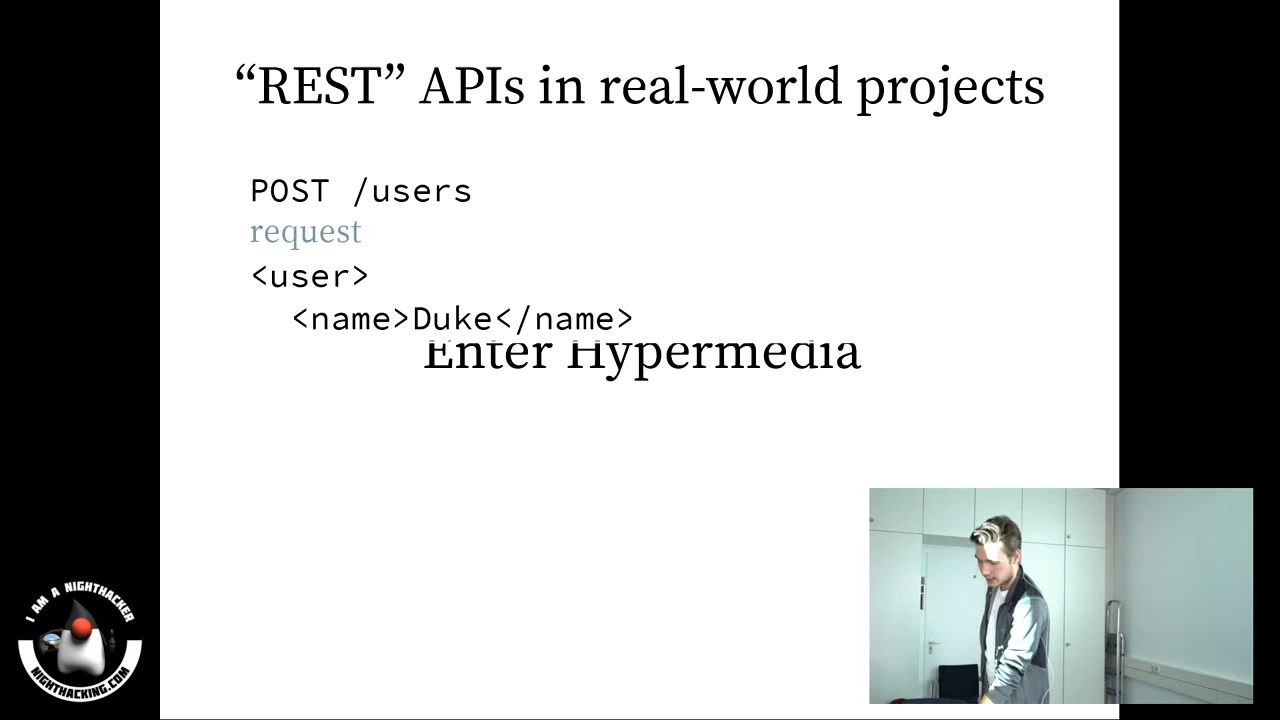 “REST” APIs in real-world projects
POST /users
request
<user>
<name>Duke</name>
Enter Hypermedia
I AM A NIGHTHACKER
NIGHTHACKING.COM